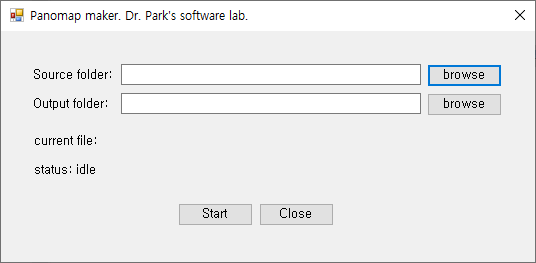 Panomap maker. Dr. Park's software lab.
Source folder: browse
Output folder: browse
current file:
status: idle
Start Close